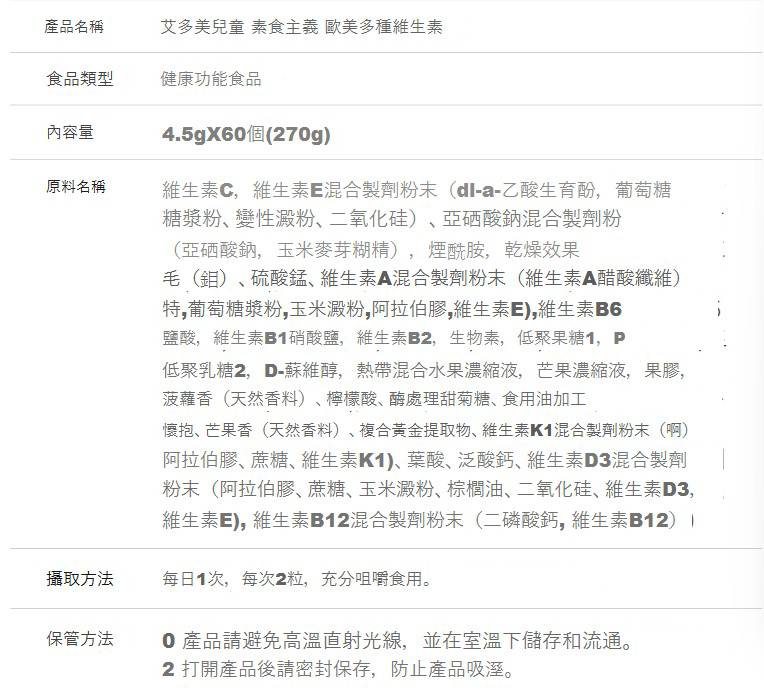 產品名稱 艾多美兒童 素食主義 歐美多種維生素
食品類型 健康功能食品
內容量 4.5gX60個(270g)
原料名稱 維生素C，維生素E混合製劑粉末（dl-a-乙酸生育酚，葡萄糖
糖漿粉、變性澱粉、二氧化硅）、亞硒酸鈉混合製劑粉
（亞硒酸鈉，玉米麥芽糊精），煙酰胺，乾燥效果
毛（鉬）、硫酸錳、維生素A混合製劑粉末（維生素A醋酸纖維）
特,葡萄糖漿粉,玉米澱粉,阿拉伯膠,維生素E),維生素B6
鹽酸，維生素B1硝酸鹽，維生素B2，生物素，低聚果糖1，P
低聚乳糖2，D-蘇維醇，熱帶混合水果濃縮液，芒果濃縮液，果膠，
菠蘿香（天然香料）、檸檬酸、酶處理甜菊糖、食用油加工
懷抱、芒果香（天然香料）、複合黃金提取物、維生素K1混合製劑粉末（啊）
阿拉伯膠、蔗糖、維生素K1)、葉酸、泛酸鈣、維生素D3混合製劑
粉末（阿拉伯膠、蔗糖、玉米澱粉、棕櫚油、二氧化硅、維生素D3,
維生素E), 維生素B12混合製劑粉末（二磷酸鈣, 維生素B12）
攝取方法 每日1次，每次2粒，充分咀嚼食用。
保管方法 0 產品請避免高溫直射光線，並在室溫下儲存和流通。
2 打開產品後請密封保存，防止產品吸溼。